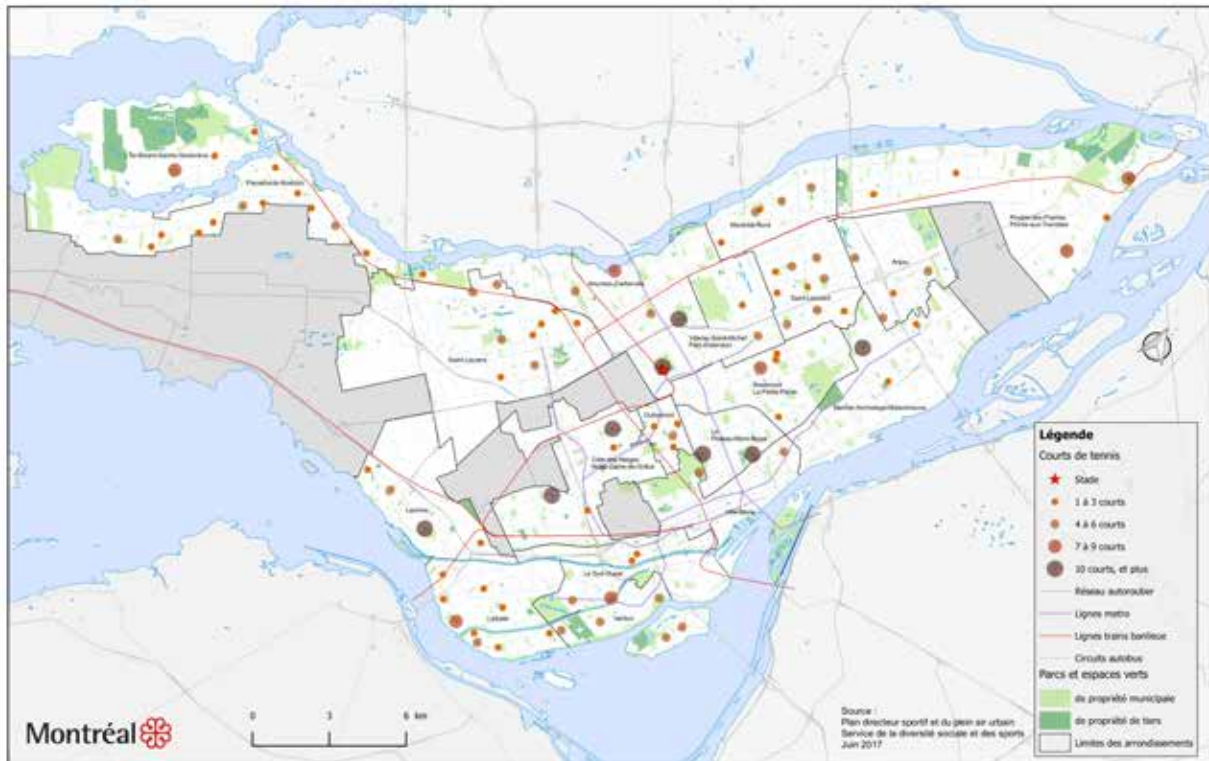 L'Île-Bizard-Sainte-Geneviève
Pierrefonds-Roxboro
Montréal-Nord
Rivière-des-Prairies
Pointe-aux-Trembles
Anjou
Ahuntsic-Cartierville
Saint-Léonard
Villeray-Saint-Michel
Parc-Extension
Saint-Laurent
Rosemont
La Petite-Patrie
Mercier-Hochelaga-Maisonneuve
Outremont
Le
Plateau-Mont-Royal
Côte-des-Neiges
Notre-Dame-de-Grâce
Ville-Marie
Lachine
Le Sud-Ouest
LaSalle
Verdun
Légende
Courts de tennis
Stade
1 à 3 courts
4 à 6 courts
7 à 9 courts
10 courts, et plus
Réseau autoroutier
Lignes metro
Lignes trains banlieue
Circuits autobus
Parcs et espaces verts
de propriété municipale
de propriété de tiers
Limites des arrondissements
Montréal
0 3 6 km
Source :
Plan directeur sportif et du plein air urbain
Service de la diversité sociale et des sports
Juin 2017